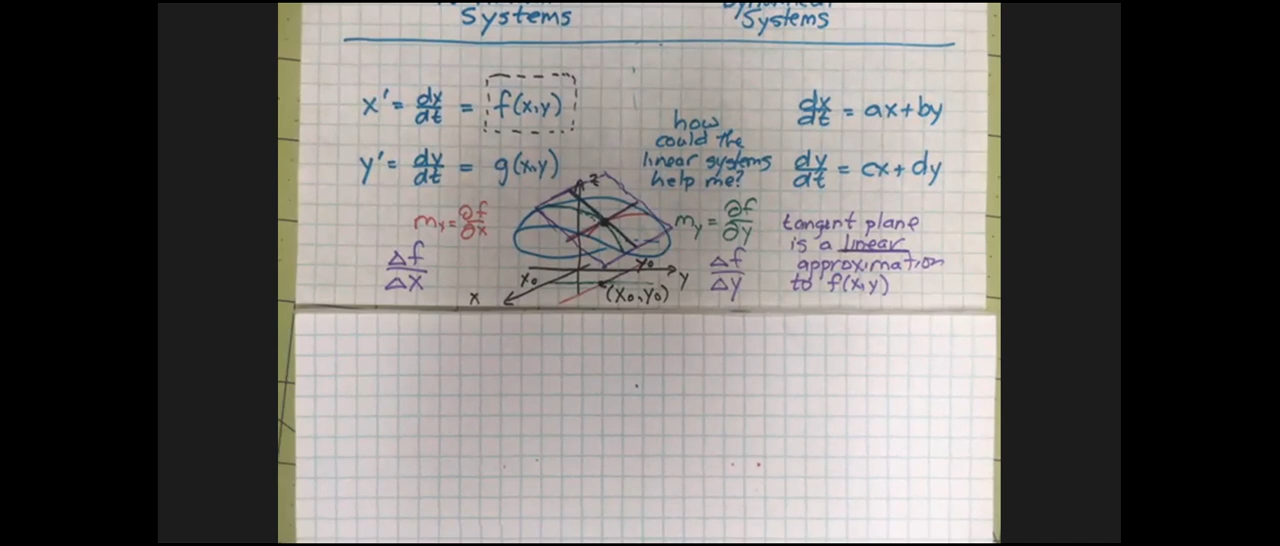 Systems
Systems
x' = dx/dt = f(x,y)
y' = dy/dt = g(x,y)
how
could the
linear systems
help me?
dx/dt = ax + by
dy/dt = cx + dy
z
mx = ∂f/∂x
Δf/ΔX
my = ∂f/∂y
Δf/Δy
x₀
y₀
y
x
(x₀, y₀)
tangent plane
is a linear
approximation
to f(x,y)